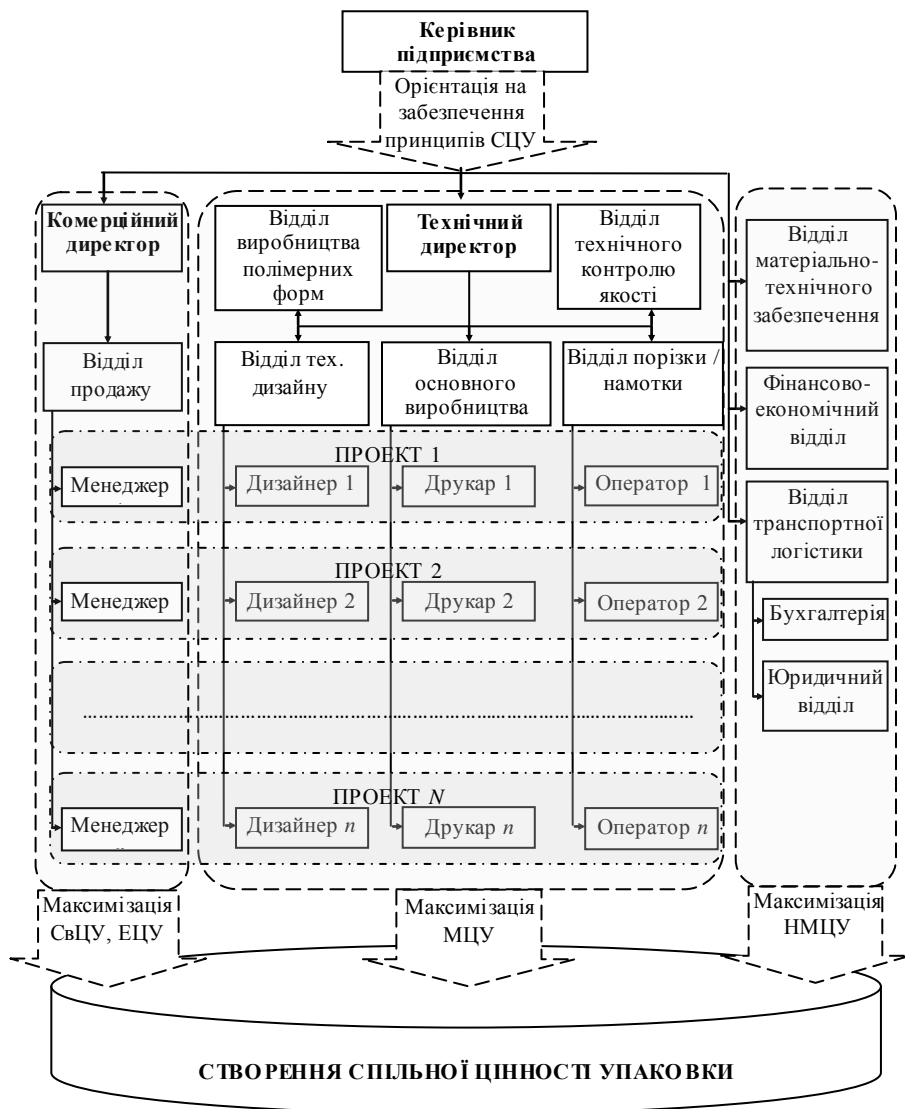 Керівник
підприємства
Орієнтація на
забезпечення
принципів СЦУ
Комерційний
директор
Відділ
виробництва
полімерних
форм
Технічний
директор
Відділ
технічного
контролю
якості
Відділ
матеріально-
технічного
забезпечення
Відділ
продажу
Відділ тех.
дизайну
Відділ
основного
виробництва
Відділ порізки /
намотки
Фінансово-
економічний
відділ
ПРОЕКТ 1
Менеджер
Дизайнер 1
Друкар 1
Оператор 1
Відділ
транспортної
логістики
ПРОЕКТ 2
Менеджер
Дизайнер 2
Друкар 2
Оператор 2
Бухгалтерія
Юридичний
відділ
........................................................................................................
ПРОЕКТ N
Менеджер
Дизайнер n
Друкар n
Оператор n
Максимізація
СвЦУ, ЕЦУ
Максимізація
МЦУ
Максимізація
НМЦУ
СТВОРЕННЯ СПІЛЬНОЇ ЦІННОСТІ УПАКОВКИ